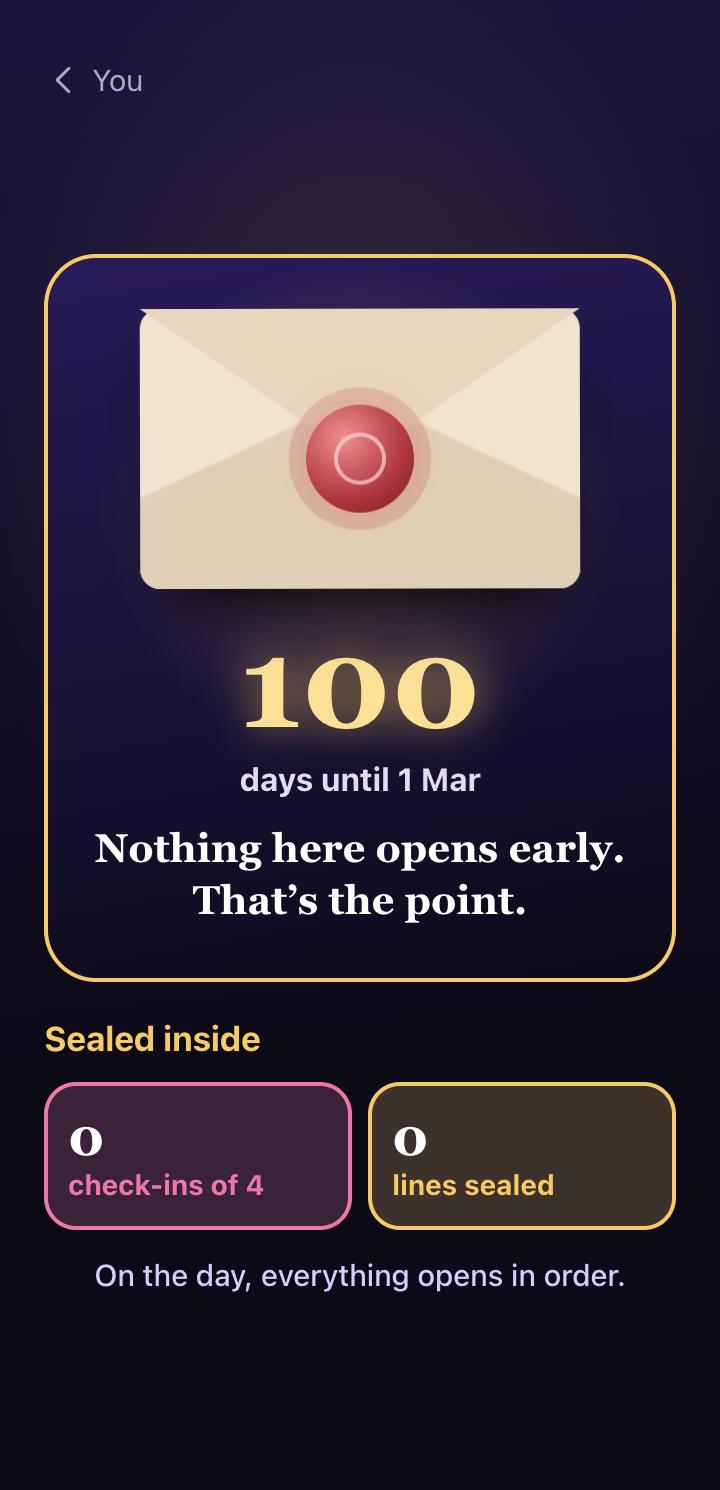 You
100
days until 1 Mar
Nothing here opens early.
That’s the point.
Sealed inside
0
check-ins of 4
0
lines sealed
On the day, everything opens in order.